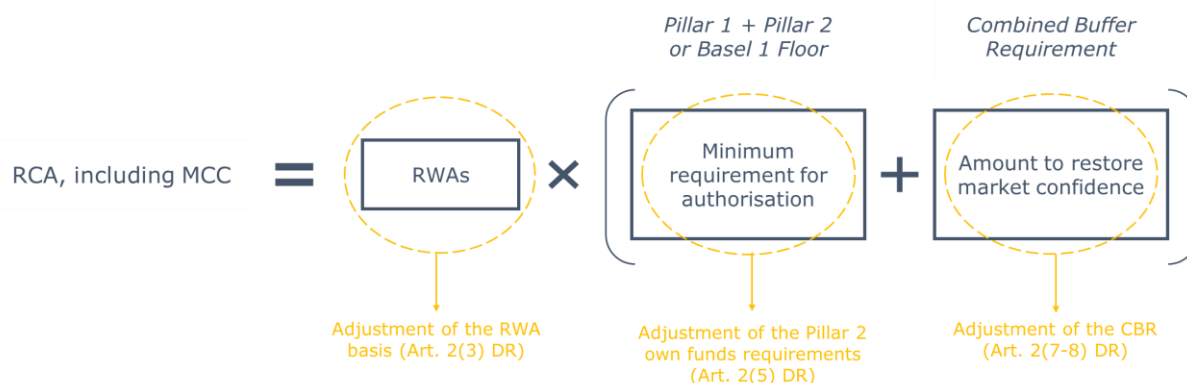 Pillar 1 + Pillar 2
or Basel 1 Floor
Combined Buffer
Requirement
RCA, including MCC
=
RWAs
×
(
Minimum
requirement for
authorisation
+
Amount to restore
market confidence
)
Adjustment of the RWA
basis (Art. 2(3) DR)
Adjustment of the Pillar 2
own funds requirements
(Art. 2(5) DR)
Adjustment of the CBR
(Art. 2(7-8) DR)